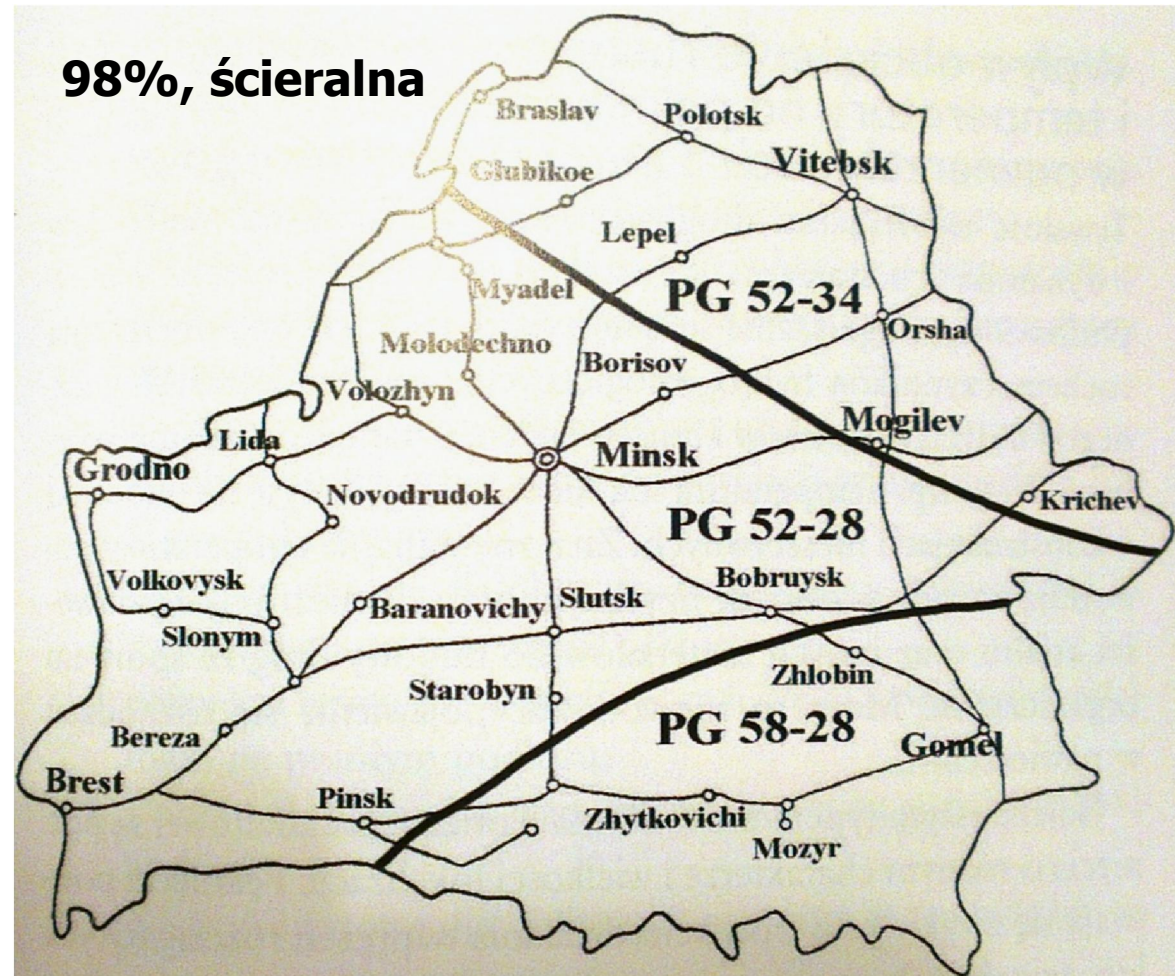 98%, ścieralna
Braslav
Polotsk
Vitebsk
Glubikoe
Lepel
Myadel
PG 52-34
Orsha
Molodechno
Borisov
Volozhyn
Mogilev
Lida
Grodno
Minsk
Novodrudok
Krichev
PG 52-28
Volkovysk
Bobruysk
Baranovichy
Slutsk
Slonym
Zhlobin
Starobyn
PG 58-28
Bereza
Gomel
Brest
Pinsk
Zhytkovichi
Mozyr